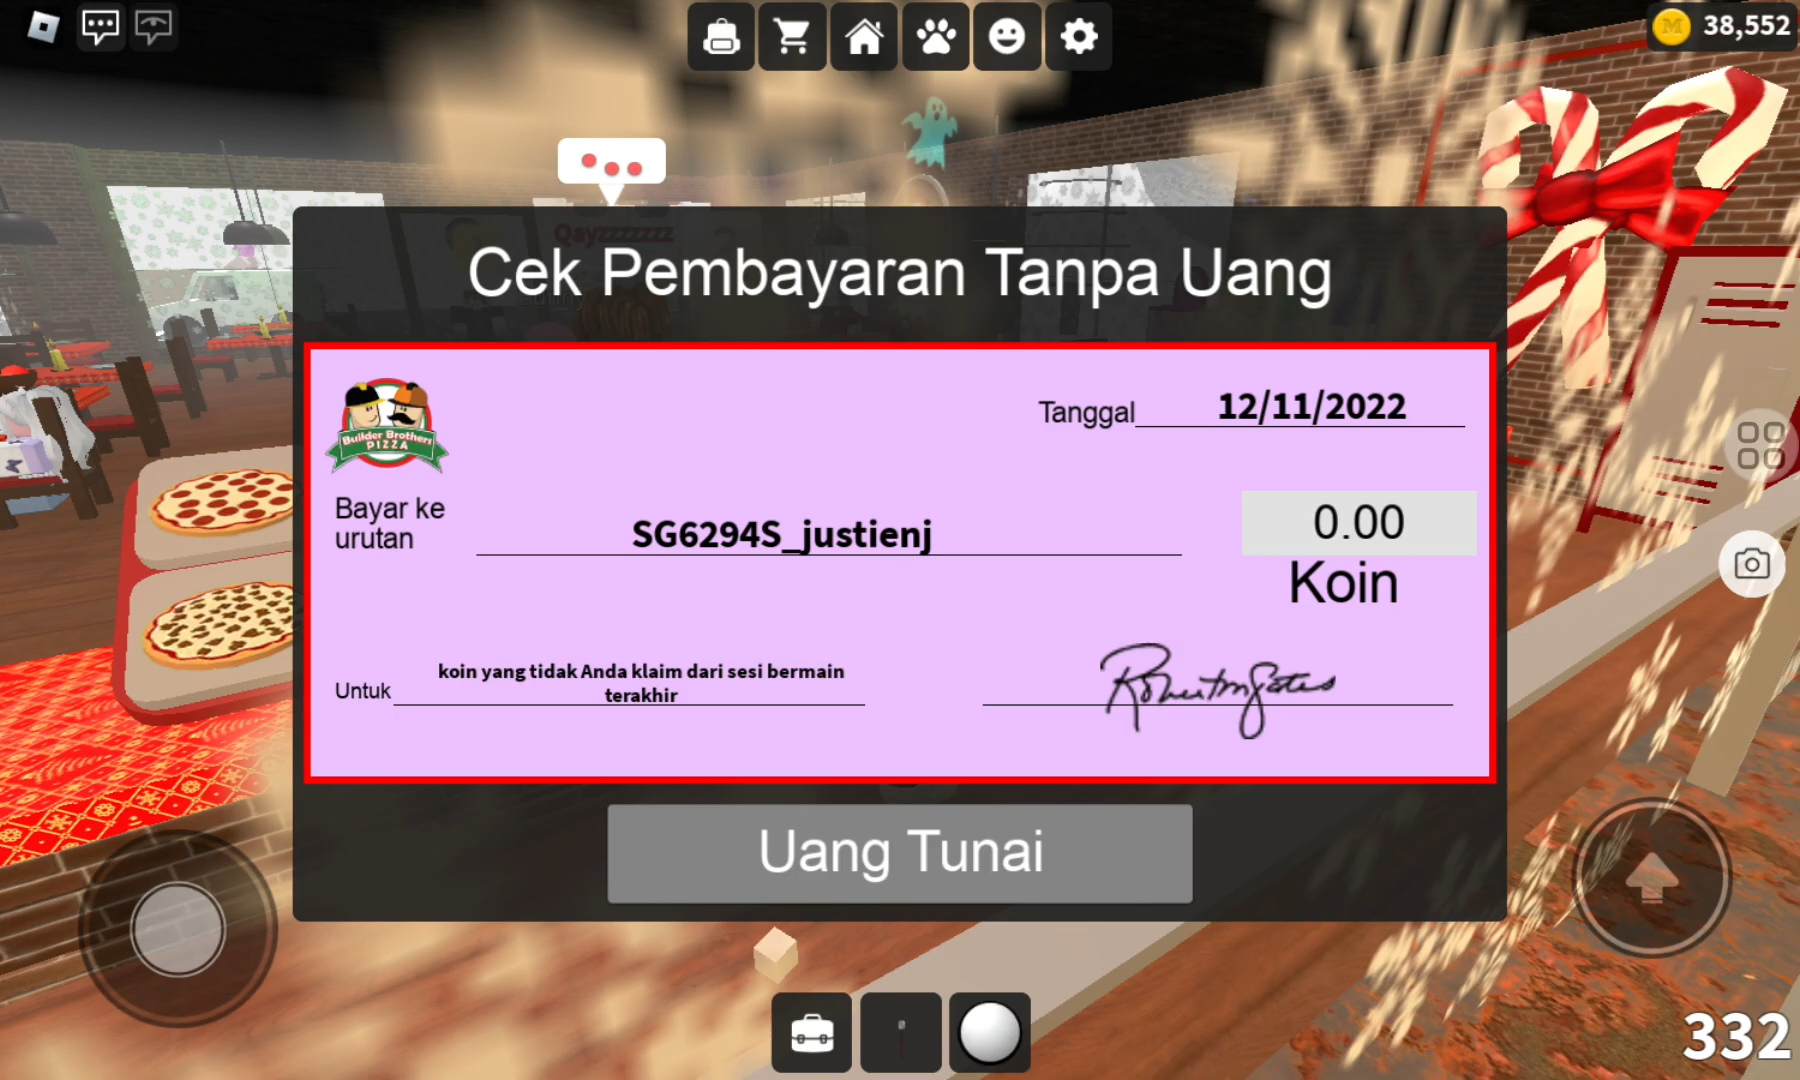 38,552
Qayzzzzzzz
Cek Pembayaran Tanpa Uang
Builder Brothers
PIZZA
Tanggal 12/11/2022
Bayar ke
urutan
SG6294S_justienj
0.00
Koin
Untuk
koin yang tidak Anda klaim dari sesi bermain
terakhir
Uang Tunai
332